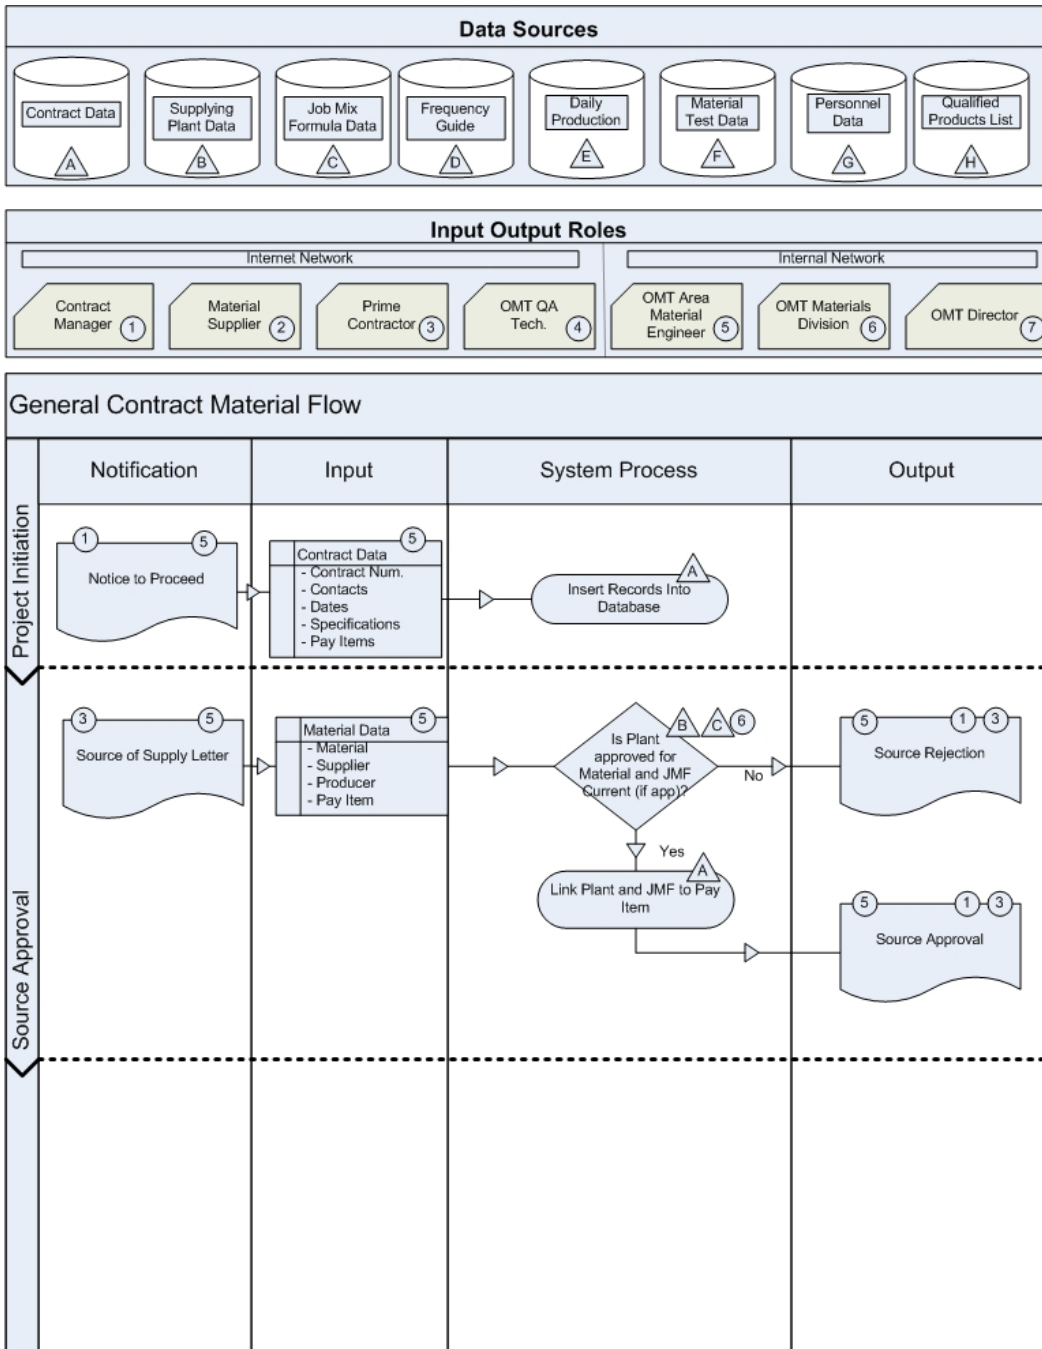 Data Sources
Contract Data
A
Supplying
Plant Data
B
Job Mix
Formula Data
C
Frequency
Guide
D
Daily
Production
E
Material
Test Data
F
Personnel
Data
G
Qualified
Products List
H
Input Output Roles
Internet Network
Internal Network
Contract
Manager
1
Material
Supplier
2
Prime
Contractor
3
OMT QA
Tech.
4
OMT Area
Material
Engineer
5
OMT Materials
Division
6
OMT Director
7
General Contract Material Flow
Notification
Input
System Process
Output
Project Initiation
1
5
Notice to Proceed
5
Contract Data
- Contract Num.
- Contacts
- Dates
- Specifications
- Pay Items
A
Insert Records Into
Database
Source Approval
3
5
Source of Supply Letter
5
Material Data
- Material
- Supplier
- Producer
- Pay Item
B
C
6
Is Plant
approved for
Material and JMF
Current (if app)?
No
5
1
3
Source Rejection
Yes
A
Link Plant and JMF to Pay
Item
5
1
3
Source Approval